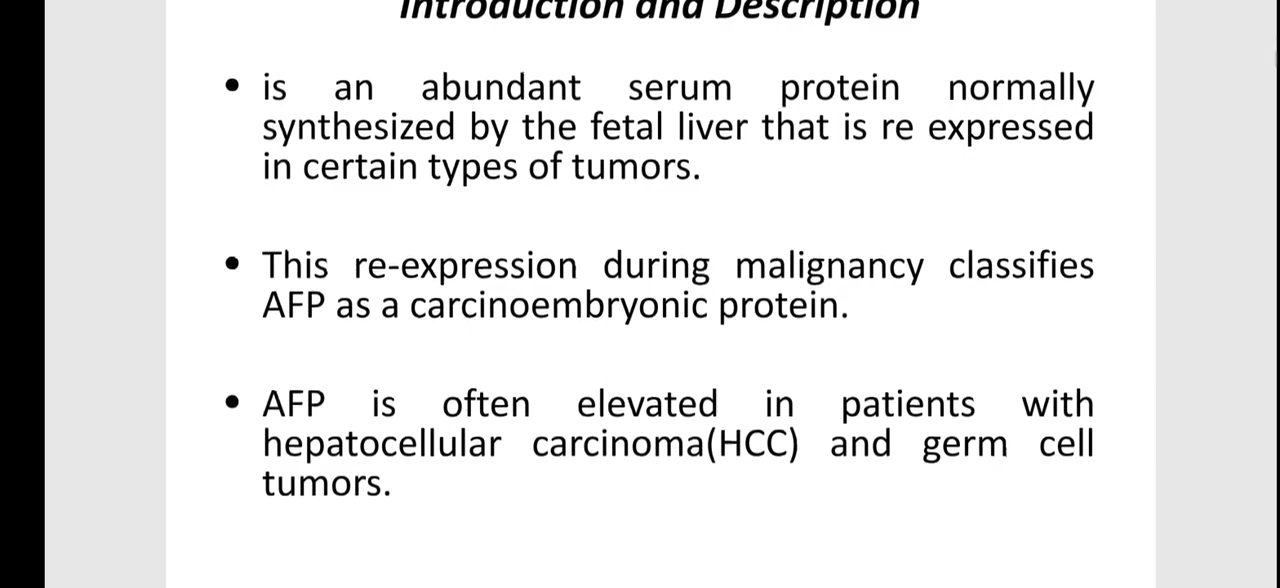 Introduction and Description
• is an abundant serum protein normally
synthesized by the fetal liver that is re expressed
in certain types of tumors.
• This re-expression during malignancy classifies
AFP as a carcinoembryonic protein.
• AFP is often elevated in patients with
hepatocellular carcinoma(HCC) and germ cell
tumors.